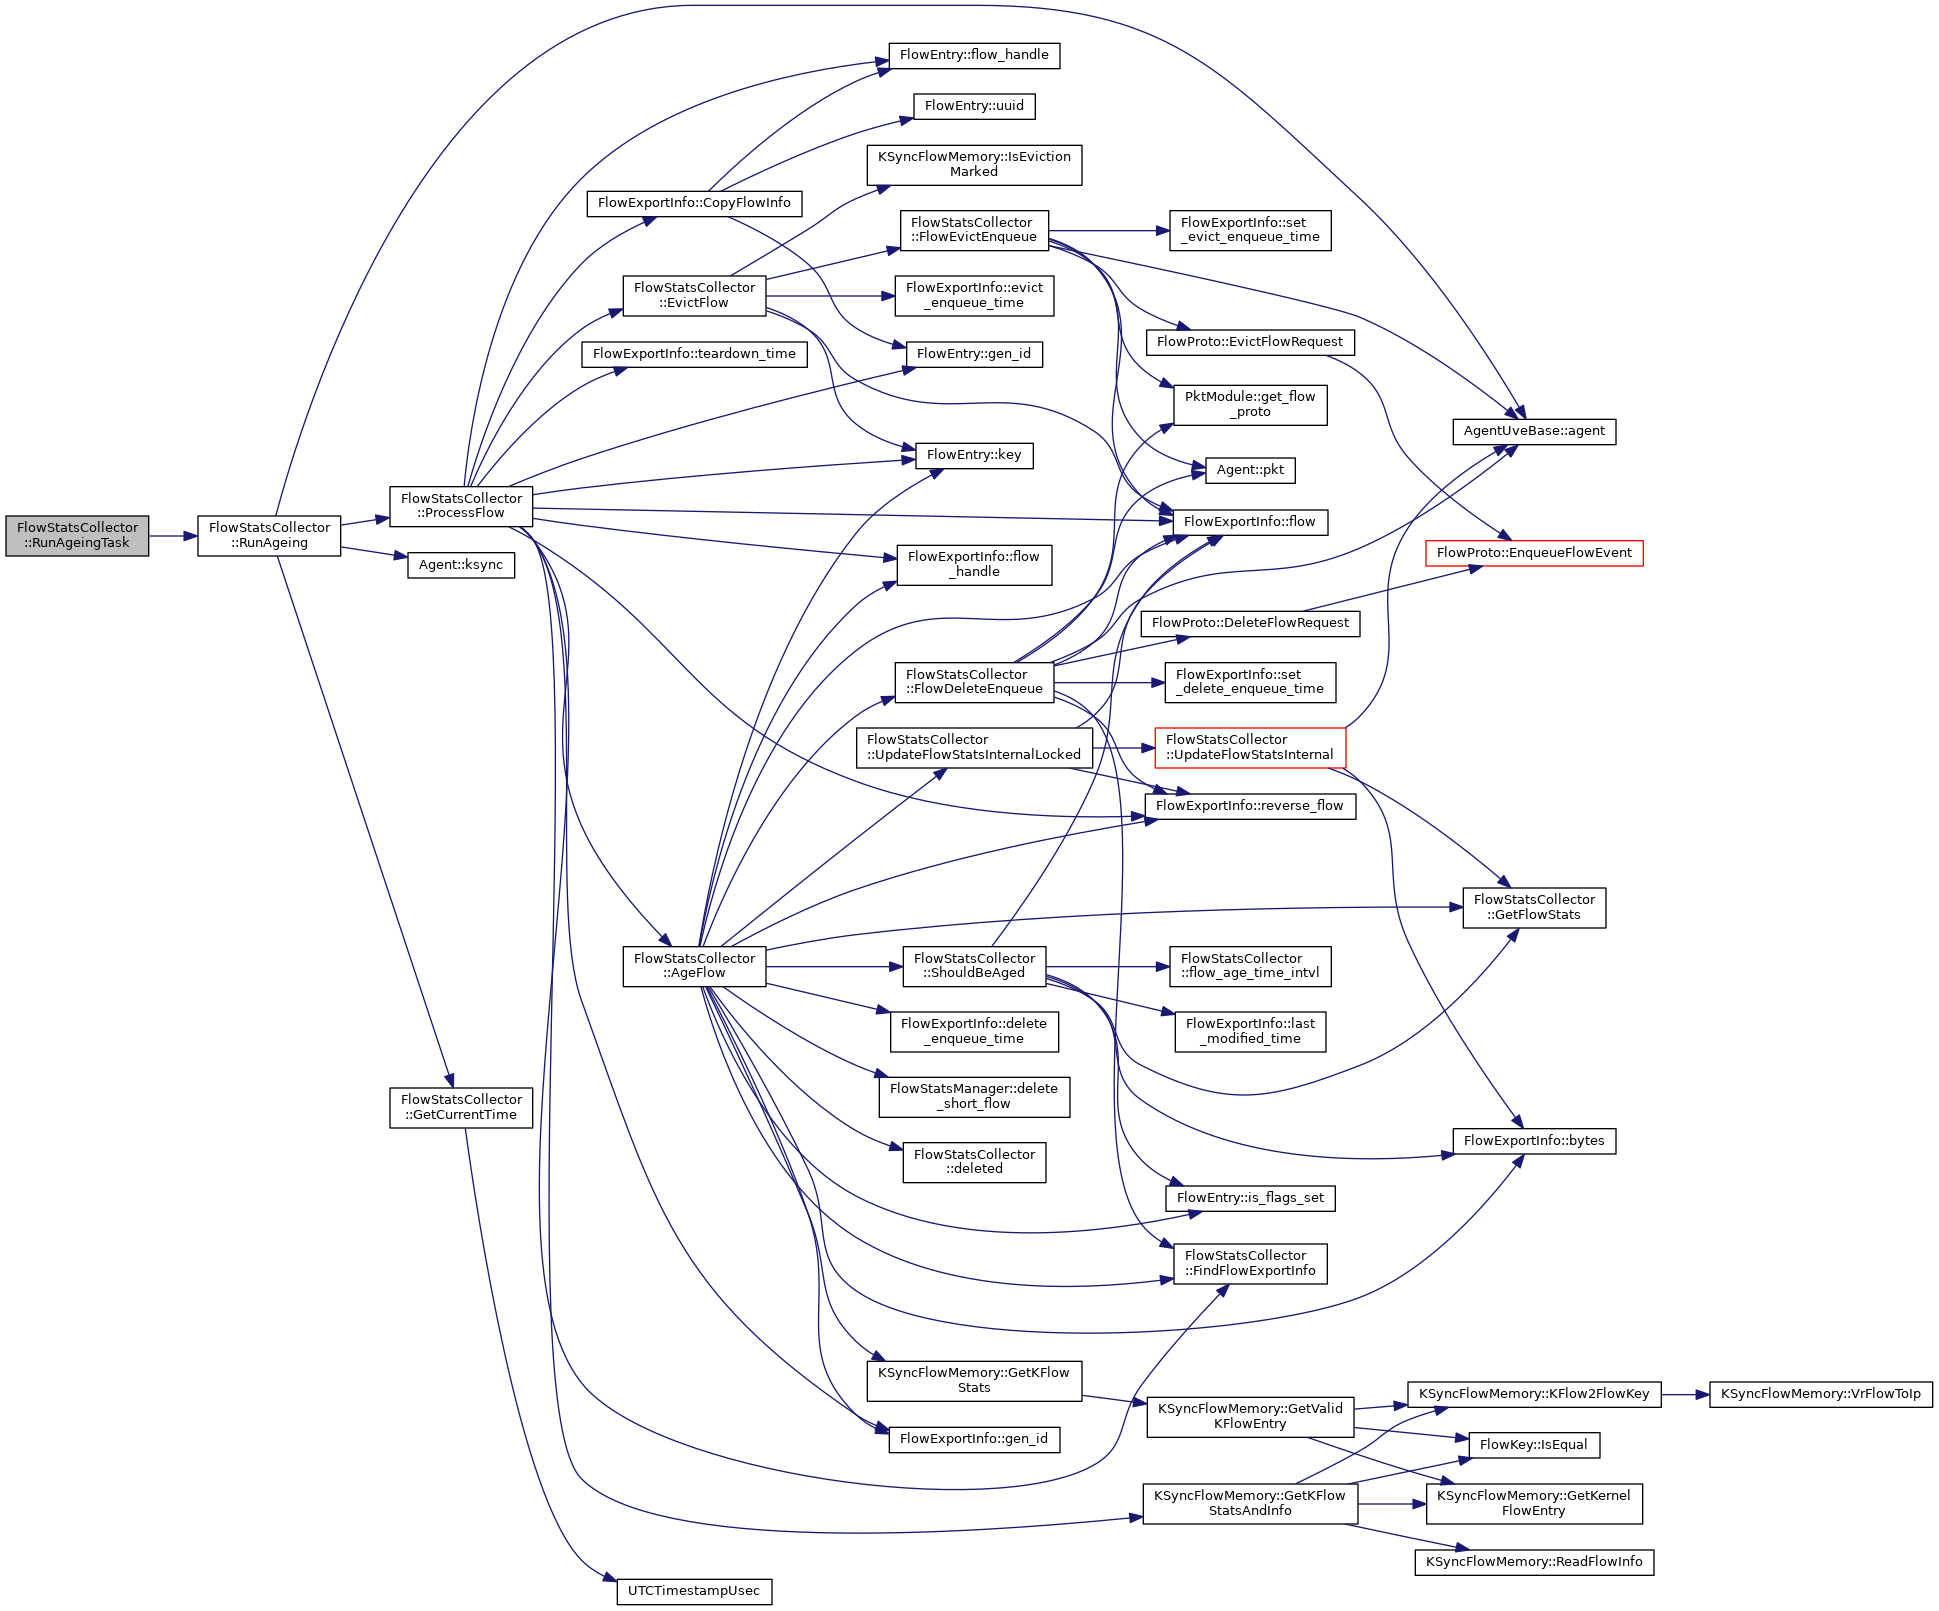 FlowStatsCollector
::RunAgeingTask
FlowStatsCollector
::RunAgeing
FlowStatsCollector
::ProcessFlow
Agent::ksync
FlowStatsCollector
::GetCurrentTime
FlowExportInfo::CopyFlowInfo
FlowStatsCollector
::EvictFlow
FlowExportInfo::teardown_time
FlowStatsCollector
::AgeFlow
UTCTimestampUsec
FlowEntry::flow_handle
FlowEntry::uuid
KSyncFlowMemory::IsEviction
Marked
FlowStatsCollector
::FlowEvictEnqueue
FlowExportInfo::evict
_enqueue_time
FlowEntry::gen_id
FlowEntry::key
FlowExportInfo::flow
_handle
FlowStatsCollector
::FlowDeleteEnqueue
FlowStatsCollector
::UpdateFlowStatsInternalLocked
FlowStatsCollector
::ShouldBeAged
FlowExportInfo::delete
_enqueue_time
FlowStatsManager::delete
_short_flow
FlowStatsCollector
::deleted
KSyncFlowMemory::GetKFlow
Stats
FlowExportInfo::gen_id
FlowExportInfo::set
_evict_enqueue_time
FlowProto::EvictFlowRequest
PktModule::get_flow
_proto
Agent::pkt
FlowExportInfo::flow
FlowProto::DeleteFlowRequest
FlowExportInfo::set
_delete_enqueue_time
FlowStatsCollector
::UpdateFlowStatsInternal
FlowExportInfo::reverse_flow
FlowStatsCollector
::flow_age_time_intvl
FlowExportInfo::last
_modified_time
FlowEntry::is_flags_set
FlowStatsCollector
::FindFlowExportInfo
KSyncFlowMemory::GetValid
KFlowEntry
KSyncFlowMemory::GetKFlow
StatsAndInfo
AgentUveBase::agent
FlowProto::EnqueueFlowEvent
FlowStatsCollector
::GetFlowStats
FlowExportInfo::bytes
KSyncFlowMemory::KFlow2FlowKey
FlowKey::IsEqual
KSyncFlowMemory::GetKernel
FlowEntry
KSyncFlowMemory::ReadFlowInfo
KSyncFlowMemory::VrFlowToIp